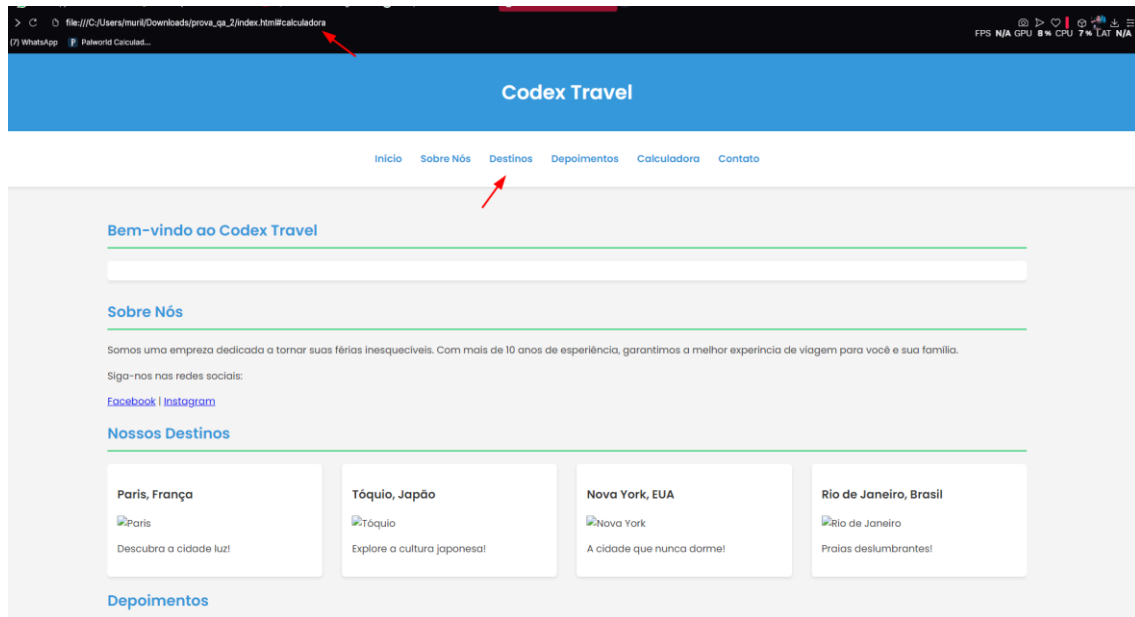 file:///C:/Users/muril/Downloads/prova_qa_2/index.html#calculadora
FPS N/A GPU 8 % CPU 7 % LAT N/A
(7) WhatsApp P Palworld Calculad...
Codex Travel
Início Sobre Nós Destinos Depoimentos Calculadora Contato
Bem-vindo ao Codex Travel
Sobre Nós
Somos uma empreza dedicada a tornar suas férias inesquecíveis. Com mais de 10 anos de esperiência, garantimos a melhor experincia de viagem para você e sua família.
Siga-nos nas redes sociais:
Facebook | Instagram
Nossos Destinos
Paris, França Tóquio, Japão Nova York, EUA Rio de Janeiro, Brasil
Paris Tóquio Nova York Rio de Janeiro
Descubra a cidade luz! Explore a cultura japonesa! A cidade que nunca dorme! Praias deslumbrantes!
Depoimentos